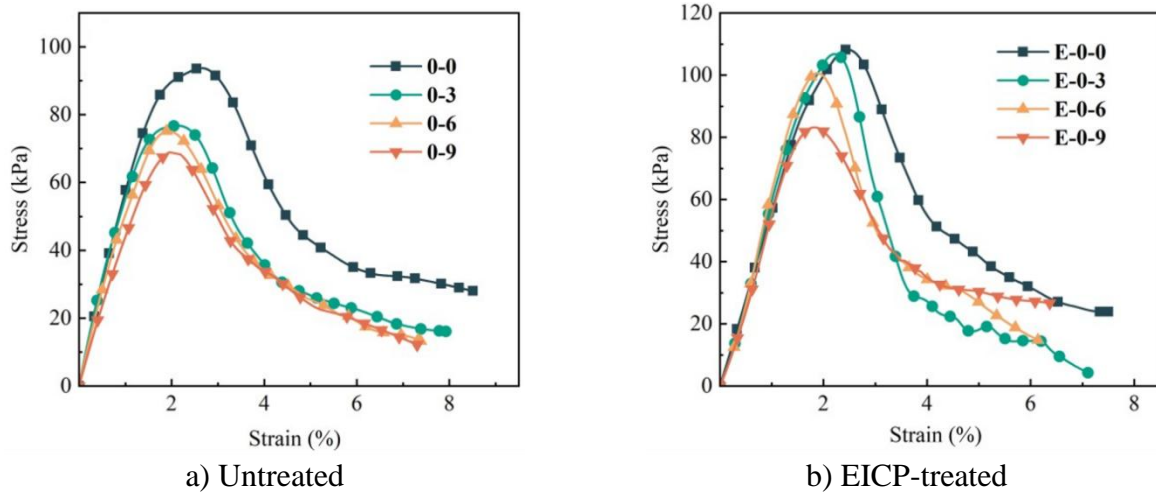 100
80
60
40
20
0
Stress (kPa)
0-0
0-3
0-6
0-9
2
4
6
8
Strain (%)
a) Untreated
120
100
80
60
40
20
0
Stress (kPa)
E-0-0
E-0-3
E-0-6
E-0-9
2
4
6
8
Strain (%)
b) EICP-treated